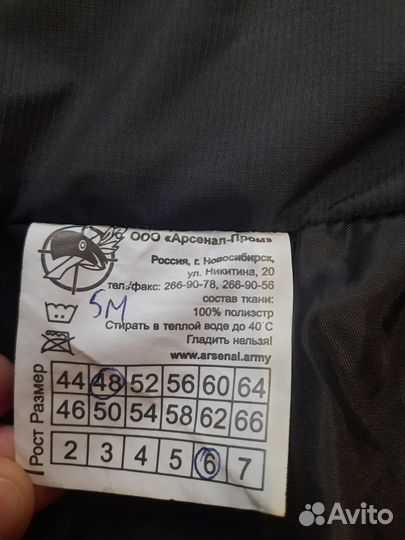 ООО «Арсенал-Пром»
Россия, г. Новосибирск,
ул. Никитина, 20
тел./факс: 266-90-78, 266-90-56
состав ткани:
100% полиэстр
5М
Стирать в теплой воде до 40˚С
Гладить нельзя!
www.arsenal.army
Размер
44 48 52 56 60 64
46 50 54 58 62 66
Рост
2 3 4 5 6 7
Avito